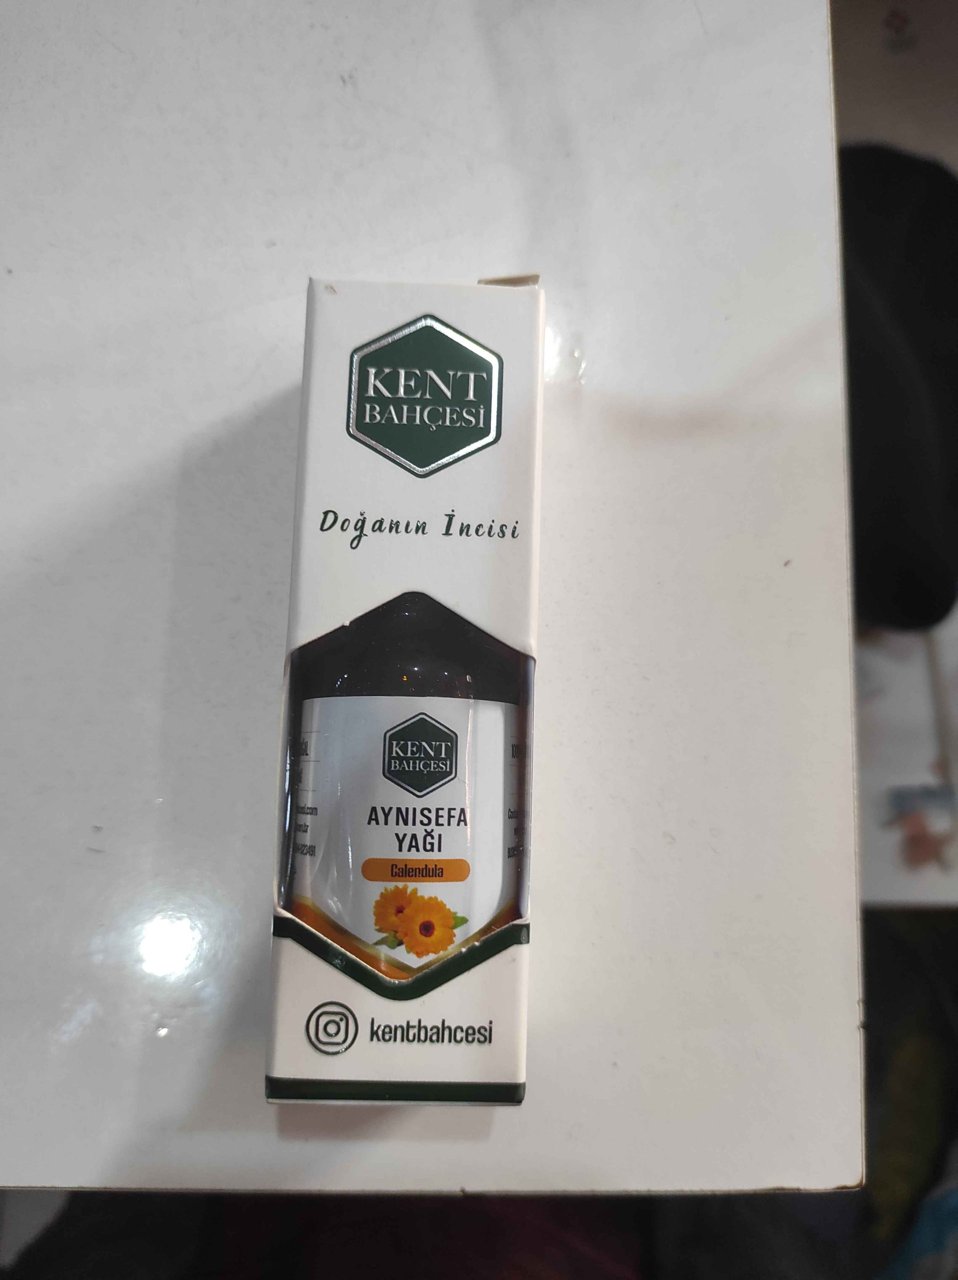 KENT
BAHÇESİ
Doğanın İncisi
KENT
BAHÇESİ
AYNISEFA
YAĞI
Calendula
kentbahcesi